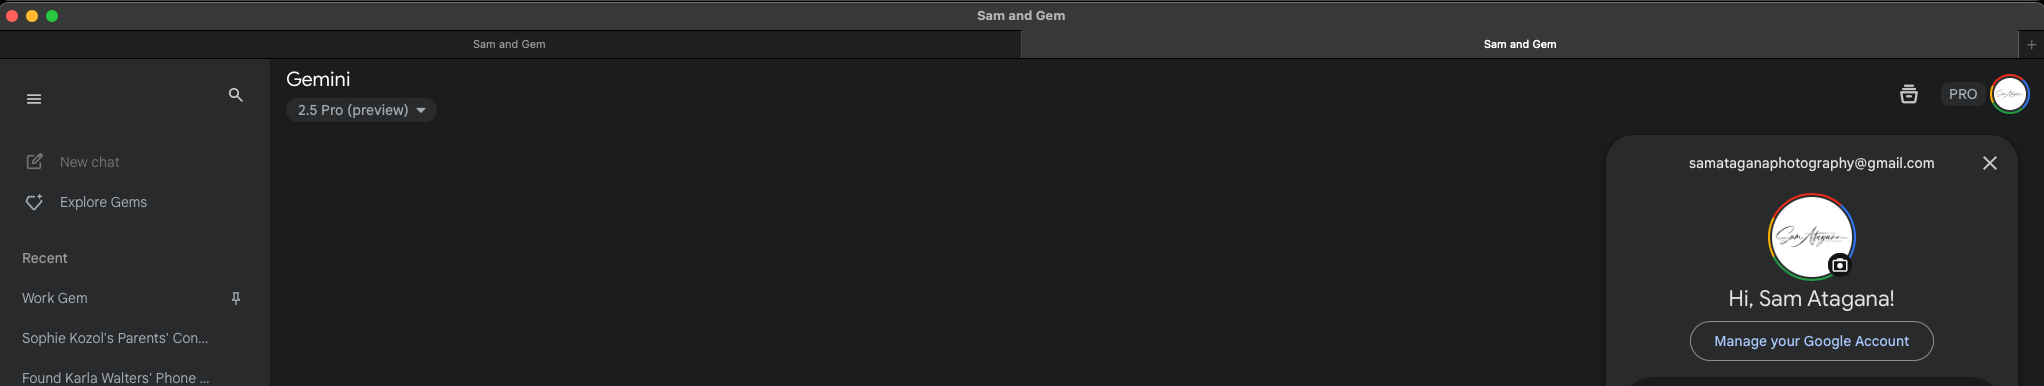 Sam and Gem
Sam and Gem
Sam and Gem
Gemini
2.5 Pro (preview)
PRO
New chat
Explore Gems
Recent
Work Gem
Sophie Kozol's Parents' Con...
Found Karla Walters' Phone ...
samataganaphotography@gmail.com
Sam Atagana
Hi, Sam Atagana!
Manage your Google Account